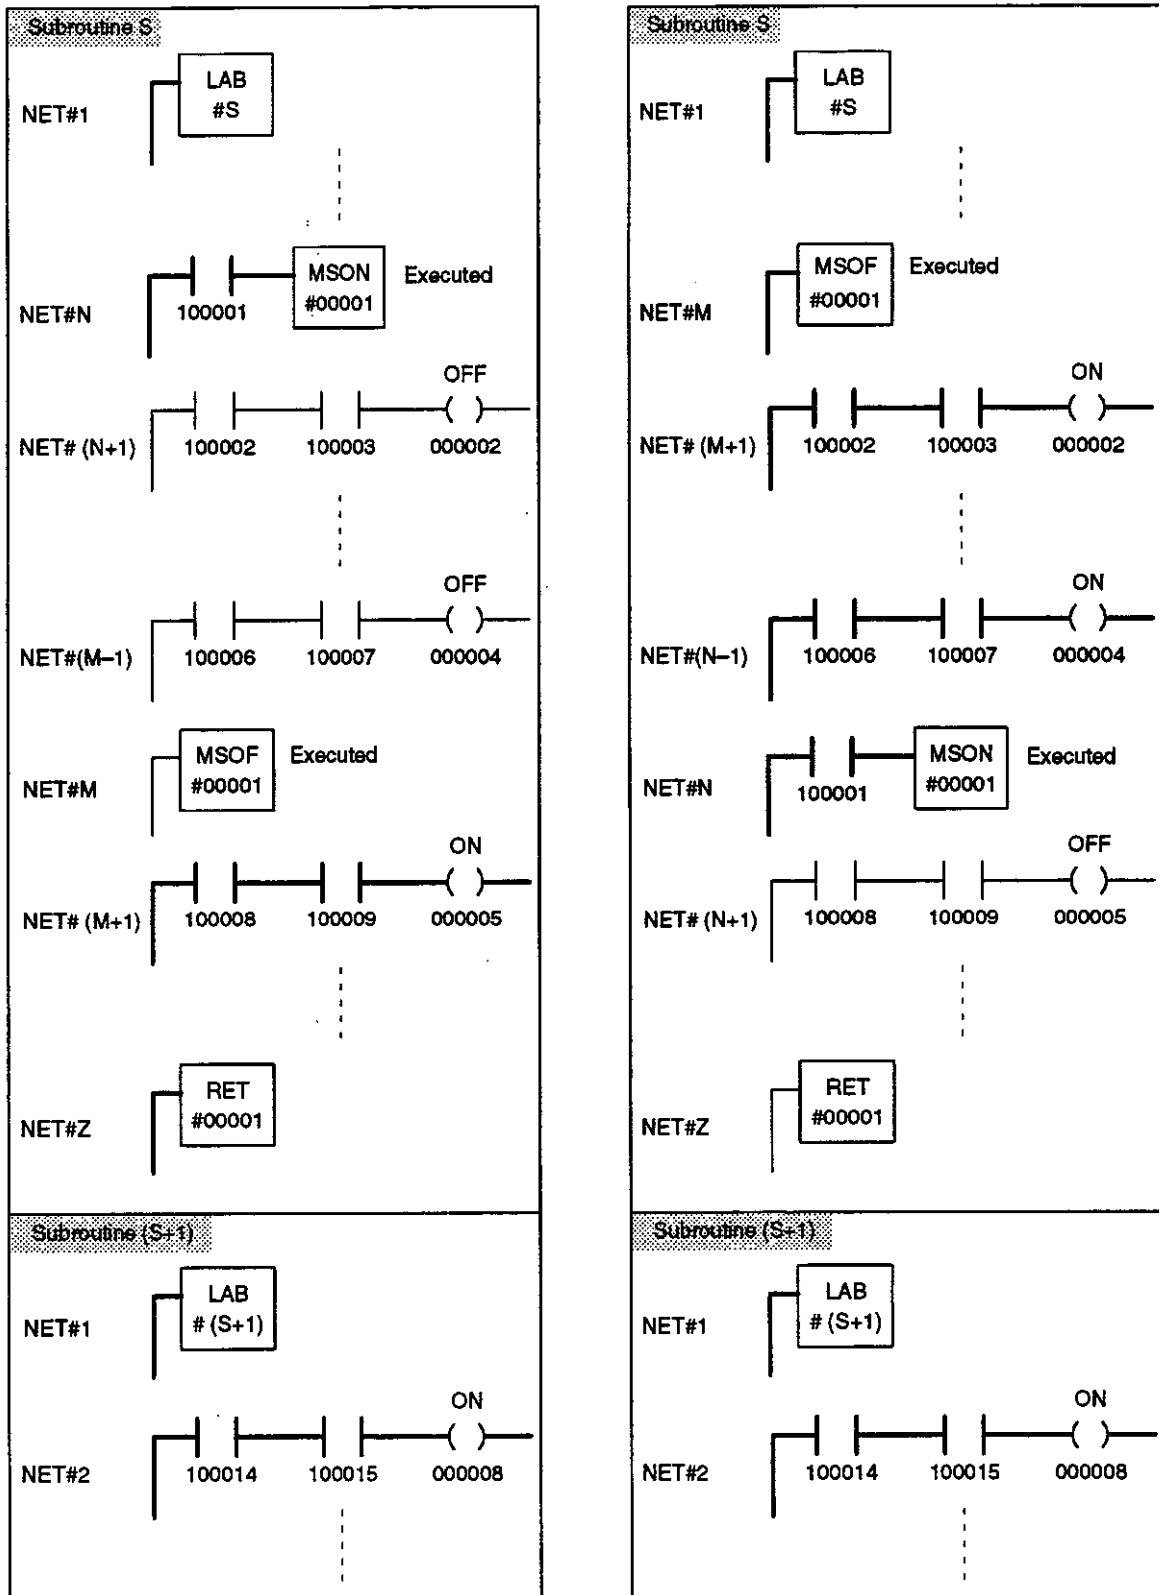 Subroutine S
LAB
#S
NET#1
MSON
#00001
Executed
100001
NET#N
OFF
NET# (N+1)
100002
100003
000002
OFF
NET#(M–1)
100006
100007
000004
MSOF
#00001
Executed
NET#M
ON
NET# (M+1)
100008
100009
000005
RET
#00001
NET#Z
Subroutine (S+1)
LAB
# (S+1)
NET#1
ON
NET#2
100014
100015
000008
Subroutine S
LAB
#S
NET#1
MSOF
#00001
Executed
NET#M
ON
NET# (M+1)
100002
100003
000002
ON
NET#(N–1)
100006
100007
000004
MSON
#00001
Executed
100001
NET#N
OFF
NET# (N+1)
100008
100009
000005
RET
#00001
NET#Z
Subroutine (S+1)
LAB
# (S+1)
NET#1
ON
NET#2
100014
100015
000008